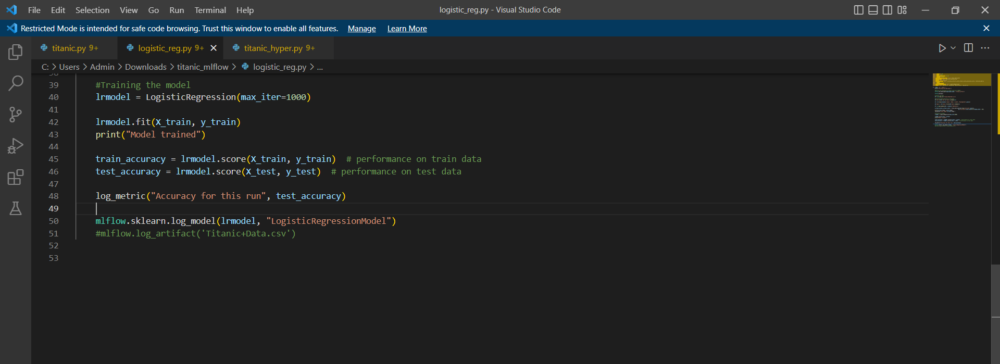 File Edit Selection View Go Run Terminal Help logistic_reg.py - Visual Studio Code
Restricted Mode is intended for safe code browsing. Trust this window to enable all features. Manage Learn More
titanic.py 9+ logistic_reg.py 9+ titanic_hyper.py 9+
C: > Users > Admin > Downloads > titanic_mlflow > logistic_reg.py > ...
39 #Training the model
40 lrmodel = LogisticRegression(max_iter=1000)
41
42 lrmodel.fit(X_train, y_train)
43 print("Model trained")
44
45 train_accuracy = lrmodel.score(X_train, y_train)  # performance on train data
46 test_accuracy = lrmodel.score(X_test, y_test)  # performance on test data
47
48 log_metric("Accuracy for this run", test_accuracy)
49
50 mlflow.sklearn.log_model(lrmodel, "LogisticRegressionModel")
51 #mlflow.log_artifact('Titanic+Data.csv')
52
53